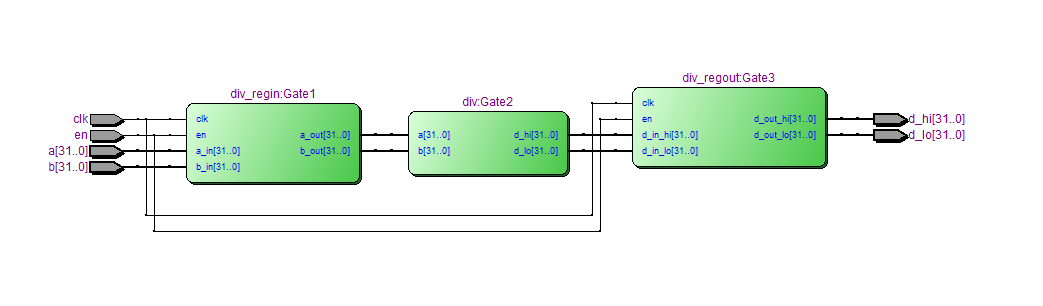 div_regin:Gate1
div:Gate2
div_regout:Gate3
clk
en
a[31..0]
b[31..0]
clk
en
a_in[31..0]
b_in[31..0]
a_out[31..0]
b_out[31..0]
a[31..0]
b[31..0]
d_hi[31..0]
d_lo[31..0]
clk
en
d_in_hi[31..0]
d_in_lo[31..0]
d_out_hi[31..0]
d_out_lo[31..0]
d_hi[31..0]
d_lo[31..0]